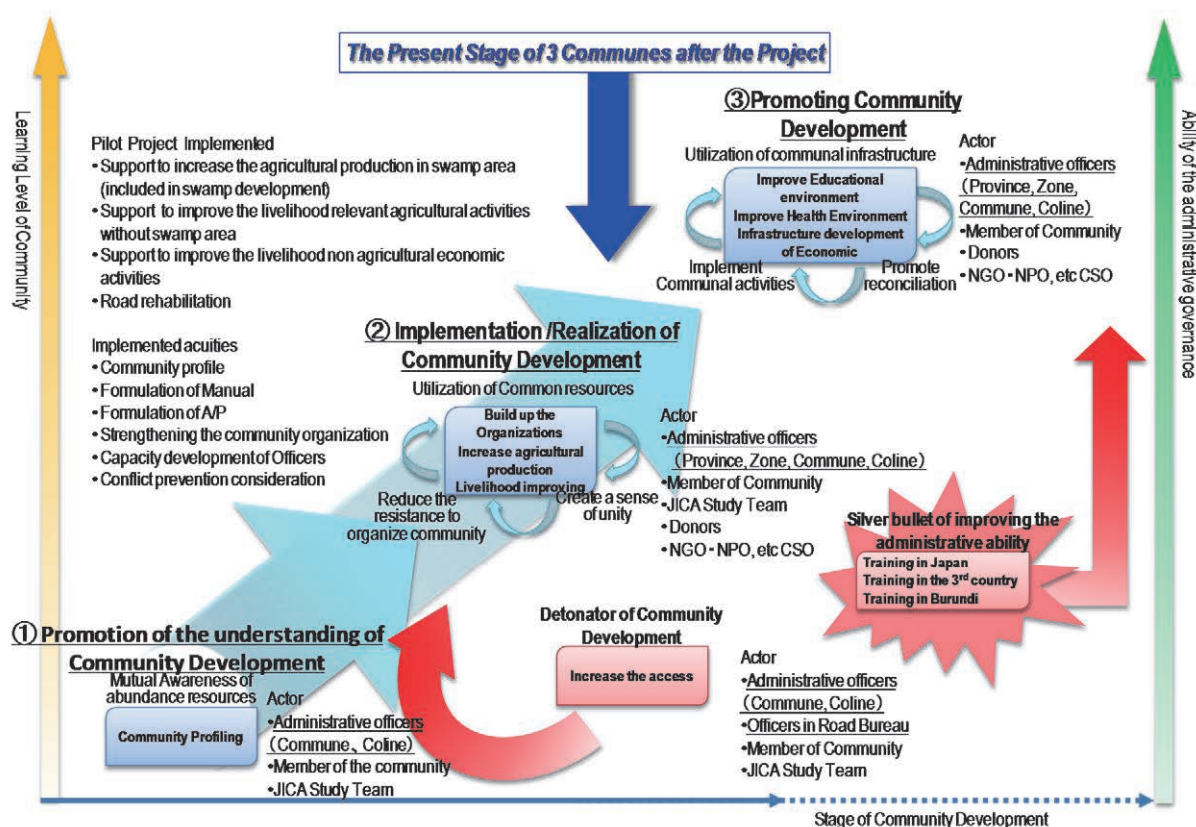 The Present Stage of 3 Communes after the Project
Learning Level of Community
Ability of the administrative governance
Pilot Project Implemented
•Support to increase the agricultural production in swamp area
(included in swamp development)
•Support to improve the livelihood relevant agricultural activities
without swamp area
•Support to improve the livelihood non agricultural economic
activities
•Road rehabilitation
Implemented acuities
•Community profile
•Formulation of Manual
•Formulation of A/P
•Strengthening the community organization
•Capacity development of Officers
•Conflict prevention consideration
③Promoting Community
Development
Utilization of communal infrastructure
Improve Educational
environment
Improve Health Environment
Infrastructure development
of Economic
Implement
Communal activities
Promote
reconciliation
Actor
•Administrative officers
(Province, Zone,
Commune, Coline)
•Member of Community
•Donors
•NGO・NPO, etc CSO
② Implementation /Realization of
Community Development
Utilization of Common resources
Build up the
Organizations
Increase agricultural
production
Livelihood improving
Reduce the
resistance to
organize community
Create a sense
of unity
Actor
•Administrative officers
(Province, Zone, Commune, Coline)
•Member of Community
•JICA Study Team
•Donors
•NGO・NPO, etc CSO
Silver bullet of improving the
administrative ability
Training in Japan
Training in the 3rd country
Training in Burundi
① Promotion of the understanding of
Community Development
Mutual Awareness of
abundance resources
Community Profiling
Actor
•Administrative officers
(Commune、Coline)
•Member of the community
•JICA Study Team
Detonator of Community
Development
Increase the access
Actor
•Administrative officers
(Commune, Coline)
•Officers in Road Bureau
•Member of Community
•JICA Study Team
Stage of Community Development